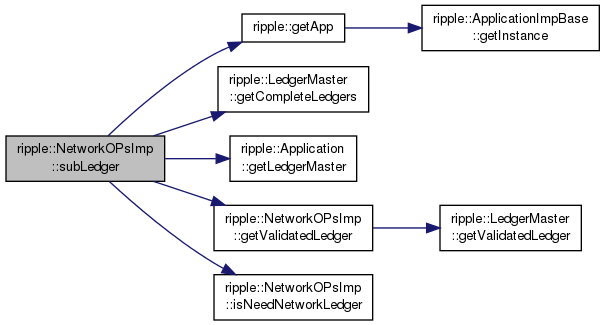 ripple::getApp
ripple::ApplicationImpBase
::getInstance
ripple::LedgerMaster
::getCompleteLedgers
ripple::NetworkOPsImp
::subLedger
ripple::Application
::getLedgerMaster
ripple::NetworkOPsImp
::getValidatedLedger
ripple::LedgerMaster
::getValidatedLedger
ripple::NetworkOPsImp
::isNeedNetworkLedger